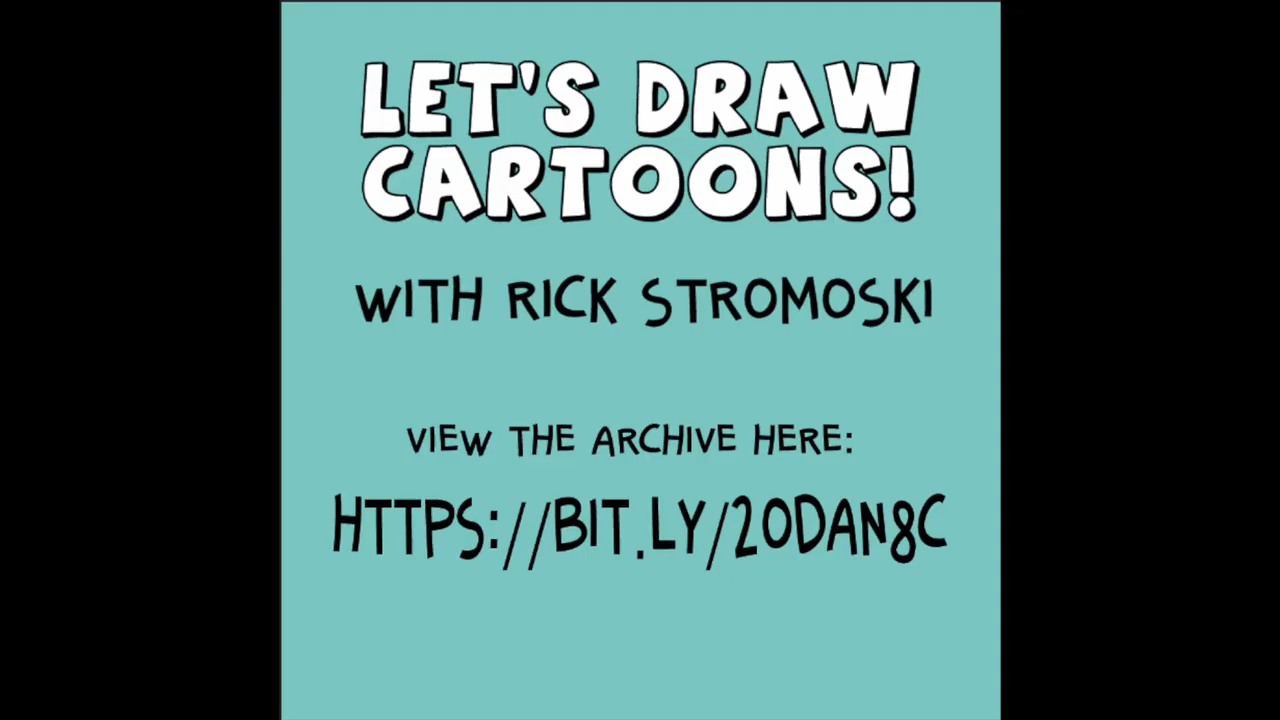 LET'S DRAW
CARTOONS!
WITH RICK STROMOSKI
VIEW THE ARCHIVE HERE:
HTTPS://BIT.LY/2ODAN8C